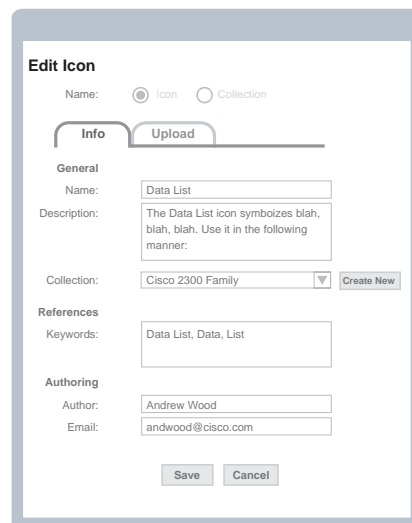 Edit Icon
Name: Icon Collection
Info Upload
General
Name: Data List
Description: The Data List icon symboizes blah,
blah, blah. Use it in the following
manner:
Collection: Cisco 2300 Family Create New
References
Keywords: Data List, Data, List
Authoring
Author: Andrew Wood
Email: andwood@cisco.com
Save Cancel